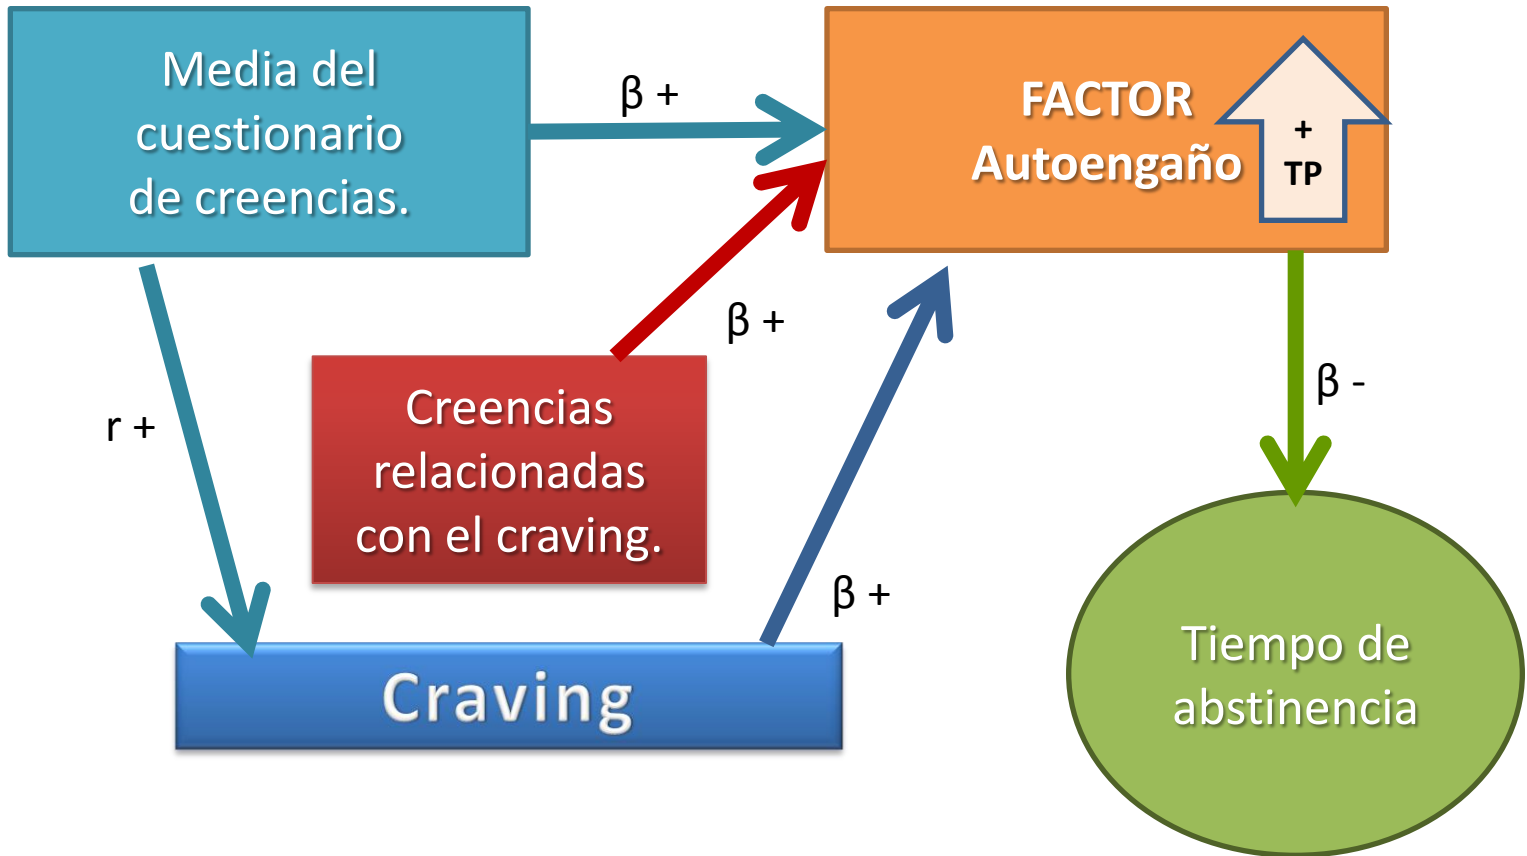 Media del
cuestionario
de creencias.
β +
FACTOR
Autoengaño
+
TP
β +
r +
Creencias
relacionadas
con el craving.
β -
β +
Craving
Tiempo de
abstinencia